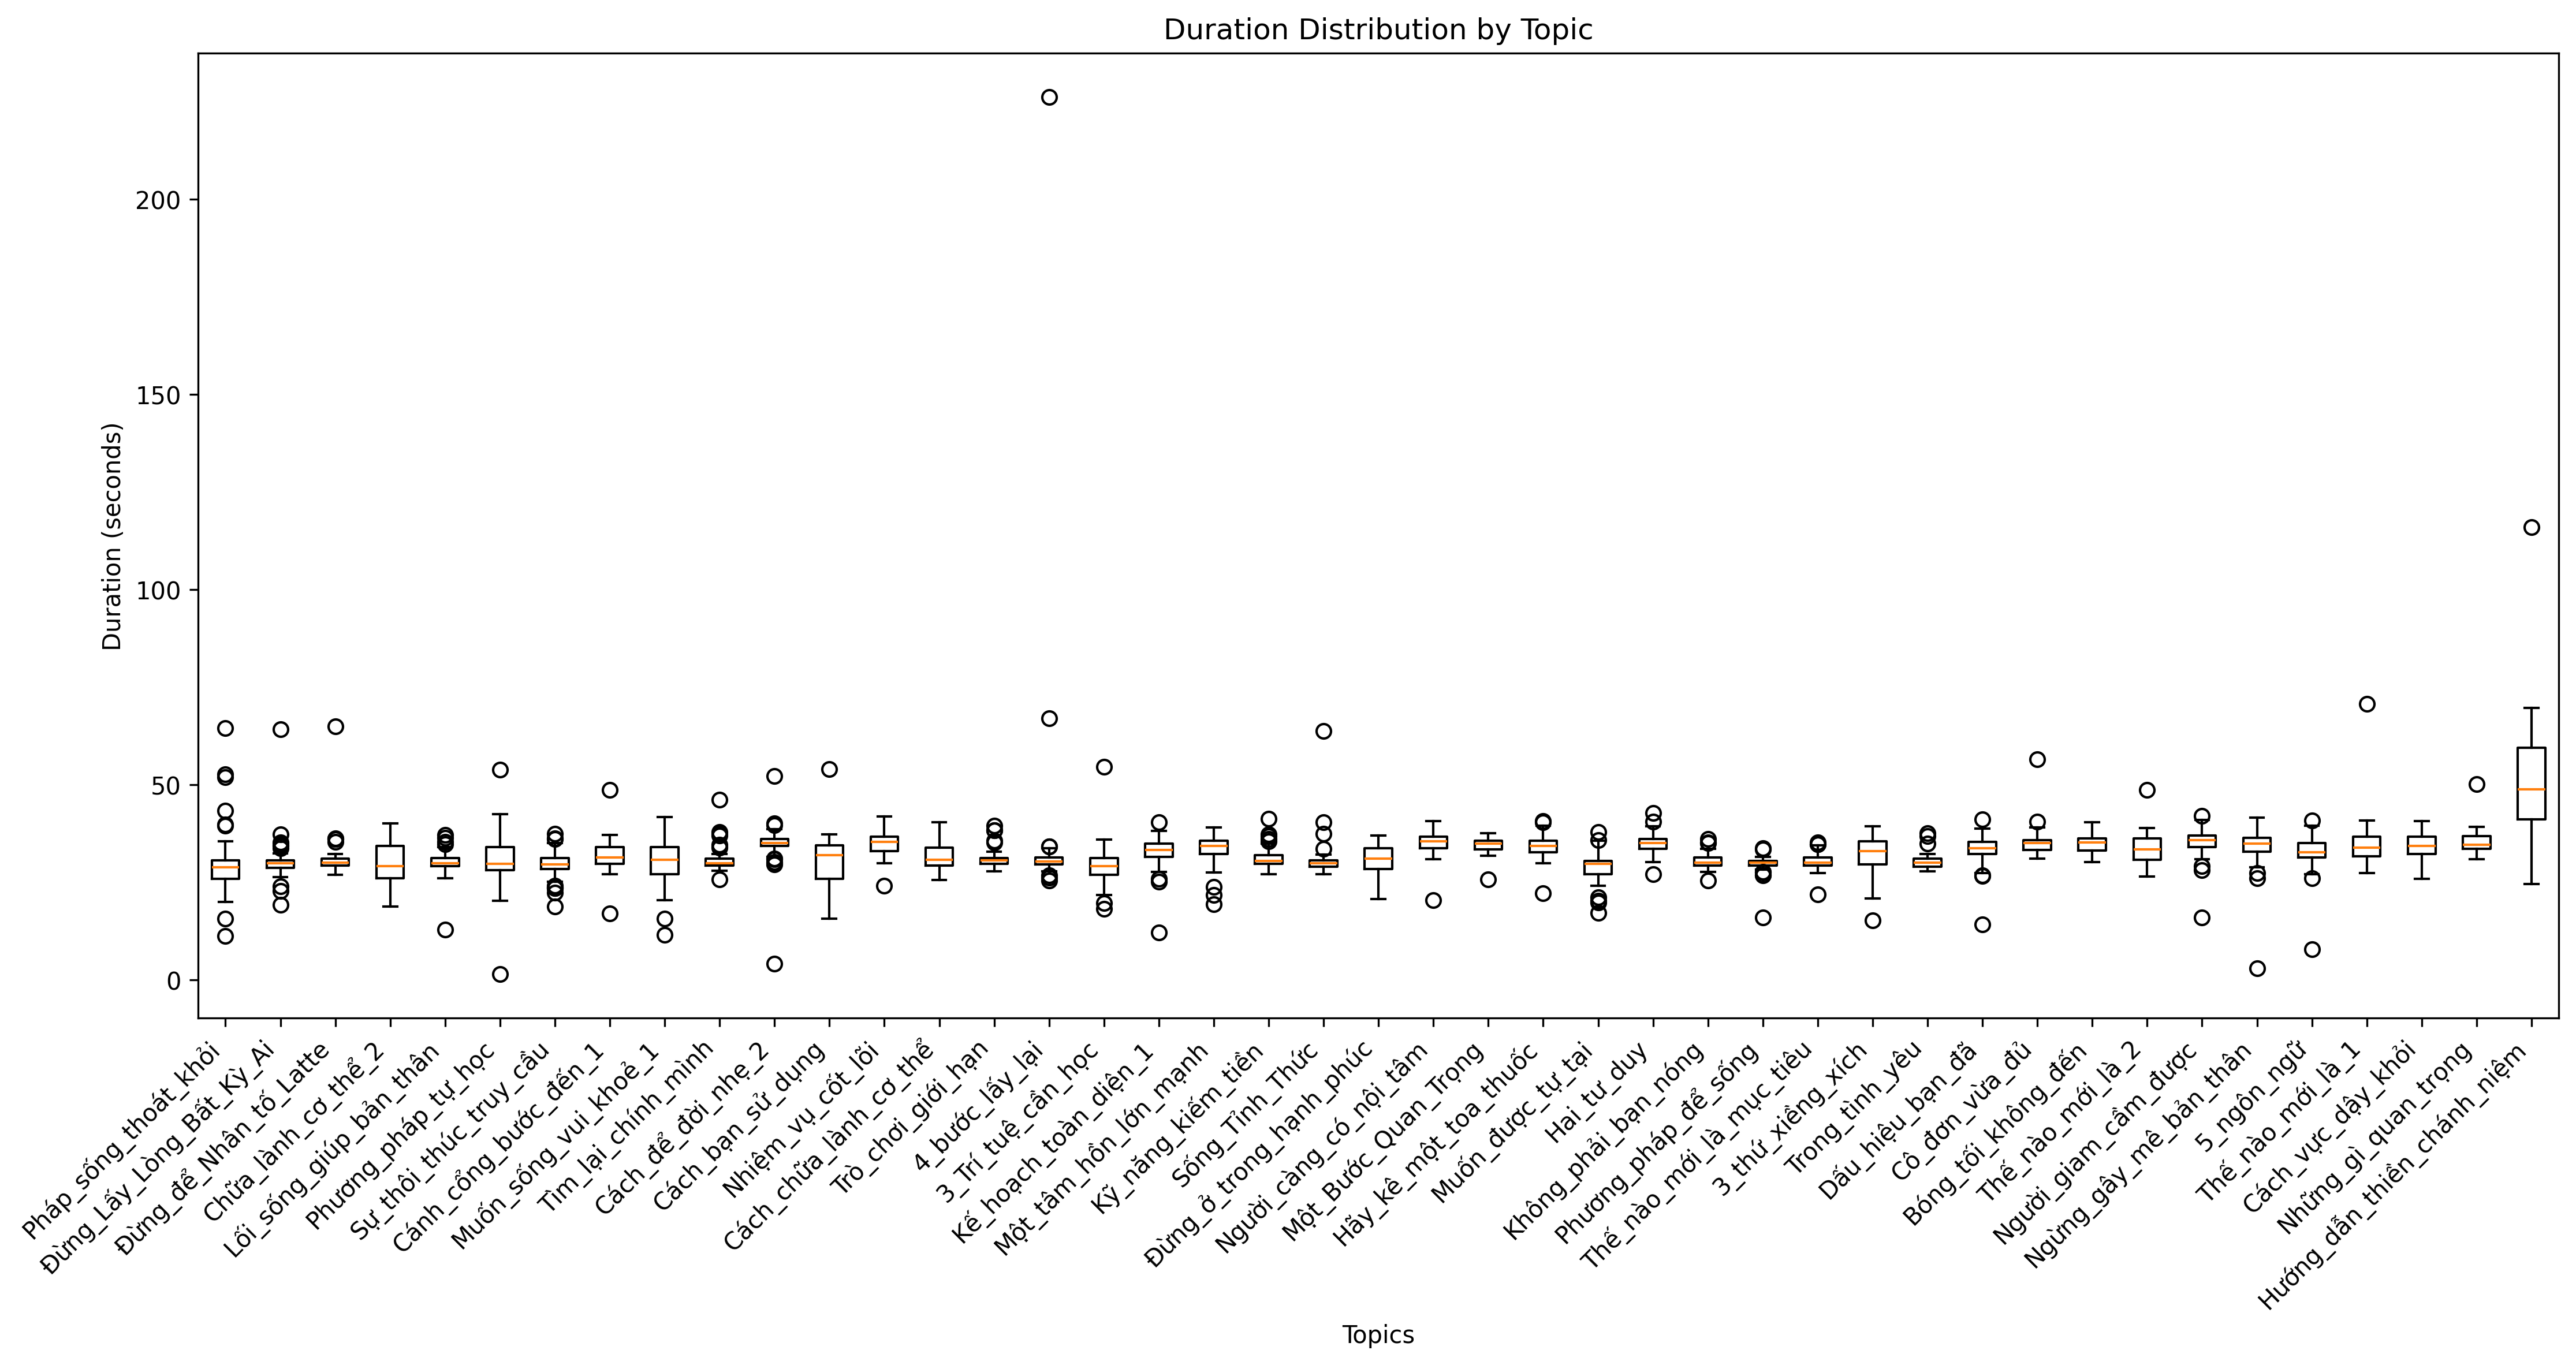 Duration Distribution by Topic
Duration (seconds)
200
150
100
50
0
Pháp_sống_thoát_khỏi
Đừng_Lấy_Lòng_Bất_Kỳ_Ai
Đừng_để_Nhân_tố_Latte
Chữa_lành_cơ_thể_2
Lối_sống_giúp_bản_thân
Phương_pháp_tự_học
Sự_thôi_thúc_truy_cầu
Cánh_cổng_bước_đến_1
Muốn_sống_vui_khoẻ_1
Tìm_lại_chính_mình
Cách_để_đời_nhẹ_2
Cách_bạn_sử_dụng
Nhiệm_vụ_cốt_lõi
Cách_chữa_lành_cơ_thể
Trò_chơi_giới_hạn
4_bước_lấy_lại
3_Trí_tuệ_cần_học
Kế_hoạch_toàn_diện_1
Một_tâm_hồn_lớn_mạnh
Kỹ_năng_kiếm_tiền
Sống_Tỉnh_Thức
Đừng_ở_trong_hạnh_phúc
Người_càng_có_nội_tâm
Một_Bước_Quan_Trọng
Hãy_kê_một_toa_thuốc
Muốn_được_tự_tại
Hai_tư_duy
Không_phải_bạn_nóng
Phương_pháp_để_sống
Thế_nào_mới_là_mục_tiêu
3_thứ_xiềng_xích
Trong_tình_yêu
Dấu_hiệu_bạn_đã
Cô_đơn_vừa_đủ
Bóng_tối_không_đến
Thế_nào_mới_là_2
Người_giam_cầm_được
Ngừng_gây_mê_bản_thân
5_ngôn_ngữ
Thế_nào_mới_là_1
Cách_vực_dậy_khỏi
Những_gì_quan_trọng
Hướng_dẫn_thiền_chánh_niệm
Topics